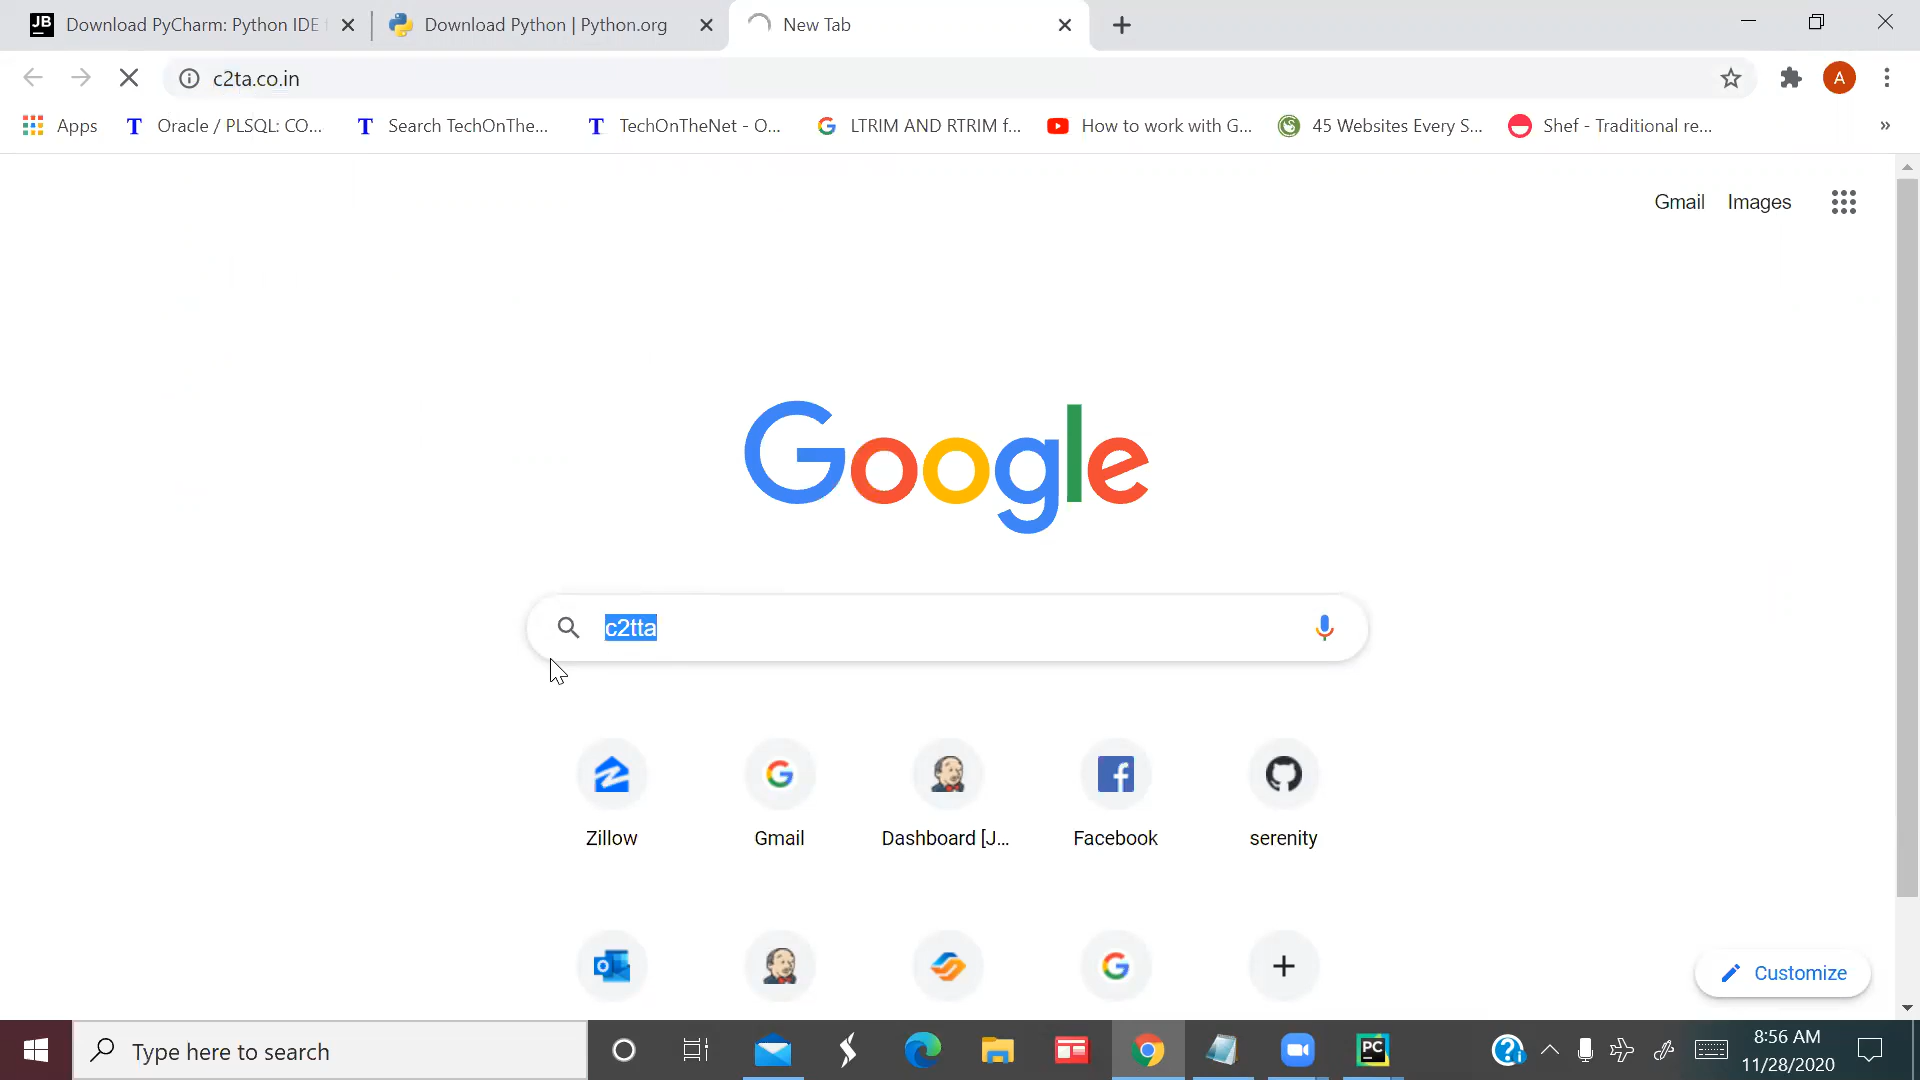 JB Download PyCharm: Python IDE
Download Python | Python.org
New Tab
c2ta.co.in
A
Apps
T Oracle / PLSQL: CO...
T Search TechOnThe...
T TechOnTheNet - O...
G LTRIM AND RTRIM f...
How to work with G...
45 Websites Every S...
Shef - Traditional re...
»
Gmail Images
Google
c2tta
Zillow
Gmail
Dashboard [J...
Facebook
serenity
Customize
Type here to search
PC
8:56 AM
11/28/2020